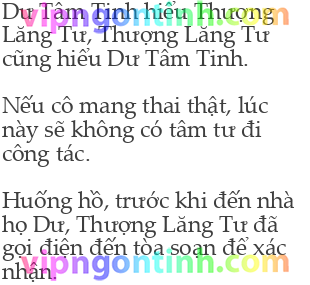 Dư Tâm Tinh hiểu Thượng
Lăng Tư, Thượng Lăng Tư
cũng hiểu Dư Tâm Tinh.
Nếu cô mang thai thật, lúc
này sẽ không có tâm tư đi
công tác.
Huống hồ, trước khi đến nhà
họ Dư, Thượng Lăng Tư đã
gọi điện đến tòa soạn để xác
nhận.
vipngontinh.com
vipngontinh.com